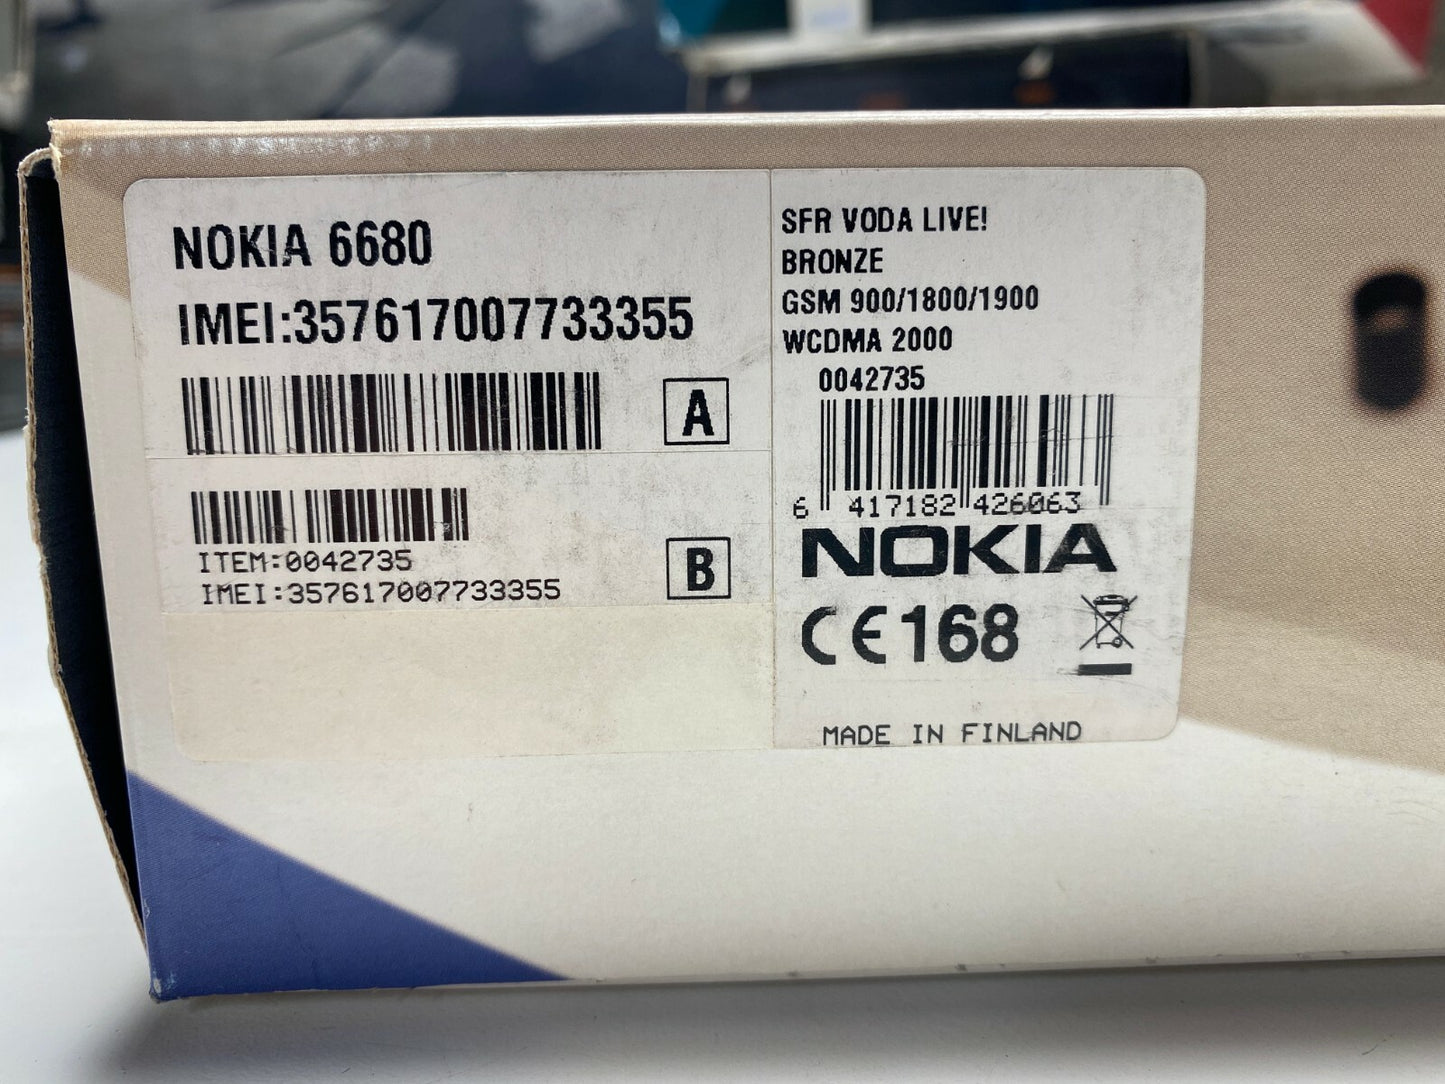 NOKIA 6680
IMEI:357617007733355
A
ITEM:0042735
IMEI:357617007733355
B
SFR VODA LIVE!
BRONZE
GSM 900/1800/1900
WCDMA 2000
0042735
6 417182 426063
NOKIA
CE168
MADE IN FINLAND